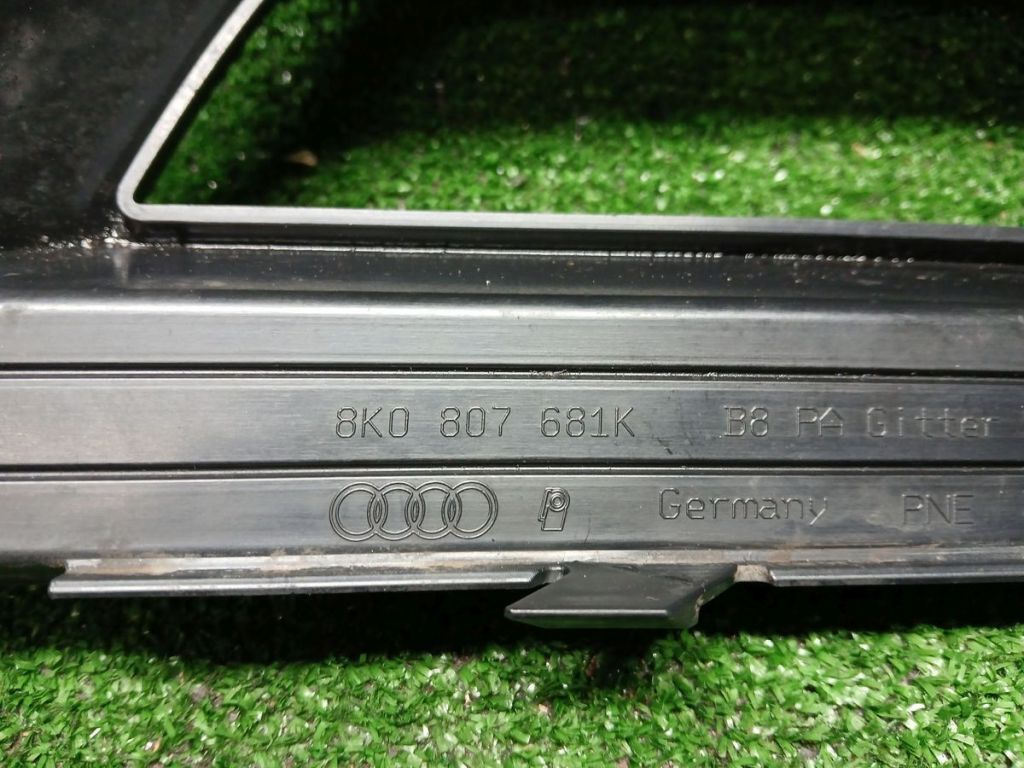 8K0 807 681K B8 PA Gitter
Germany PNE